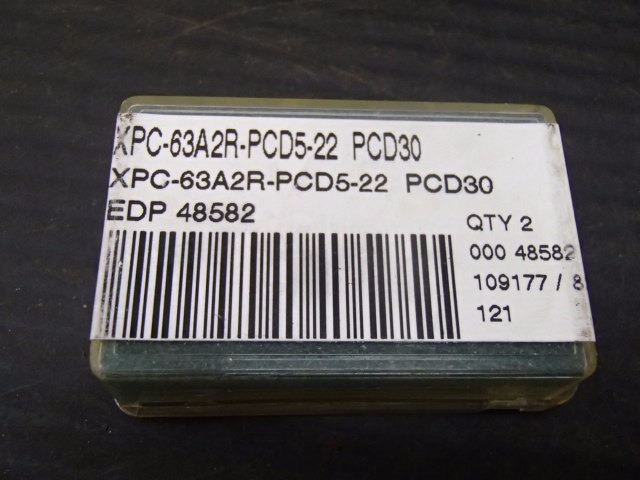 XPC-63A2R-PCD5-22 PCD30
XPC-63A2R-PCD5-22 PCD30
EDP 48582
QTY 2
000 48582
109177 / 8
121